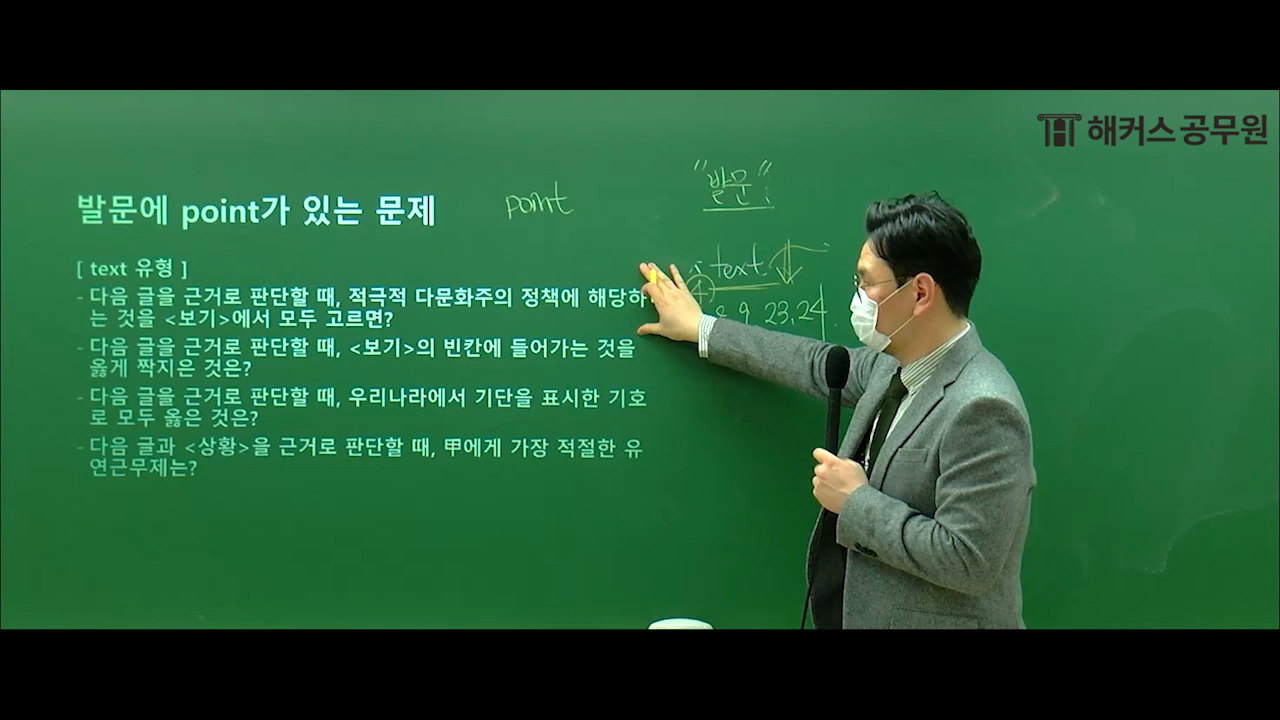 해커스 공무원
"발문"
발문에 point가 있는 문제
point
text
[ text 유형 ]
4
9, 23, 24
- 다음 글을 근거로 판단할 때, 적극적 다문화주의 정책에 해당하
는 것을 <보기>에서 모두 고르면?
- 다음 글을 근거로 판단할 때, <보기>의 빈칸에 들어가는 것을
옳게 짝지은 것은?
- 다음 글을 근거로 판단할 때, 우리나라에서 기단을 표시한 기호
로 모두 옳은 것은?
- 다음 글과 <상황>을 근거로 판단할 때, 甲에게 가장 적절한 유
연근무제는?